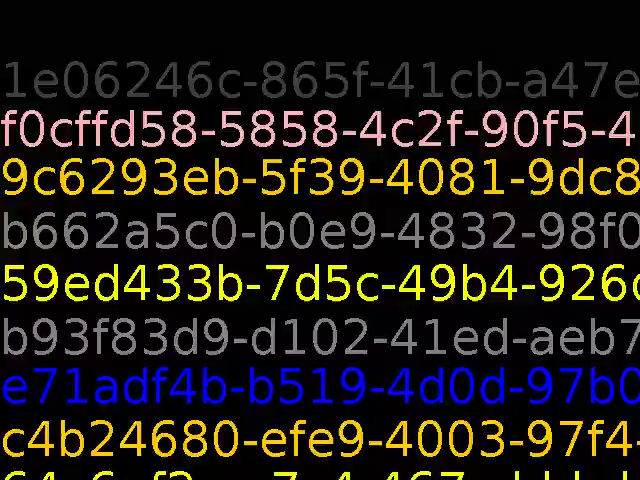 1e06246c-865f-41cb-a47e
f0cffd58-5858-4c2f-90f5-4
9c6293eb-5f39-4081-9dc8
b662a5c0-b0e9-4832-98f0
59ed433b-7d5c-49b4-926
b93f83d9-d102-41ed-aeb7
e71adf4b-b519-4d0d-97b0
c4b24680-efe9-4003-97f4-